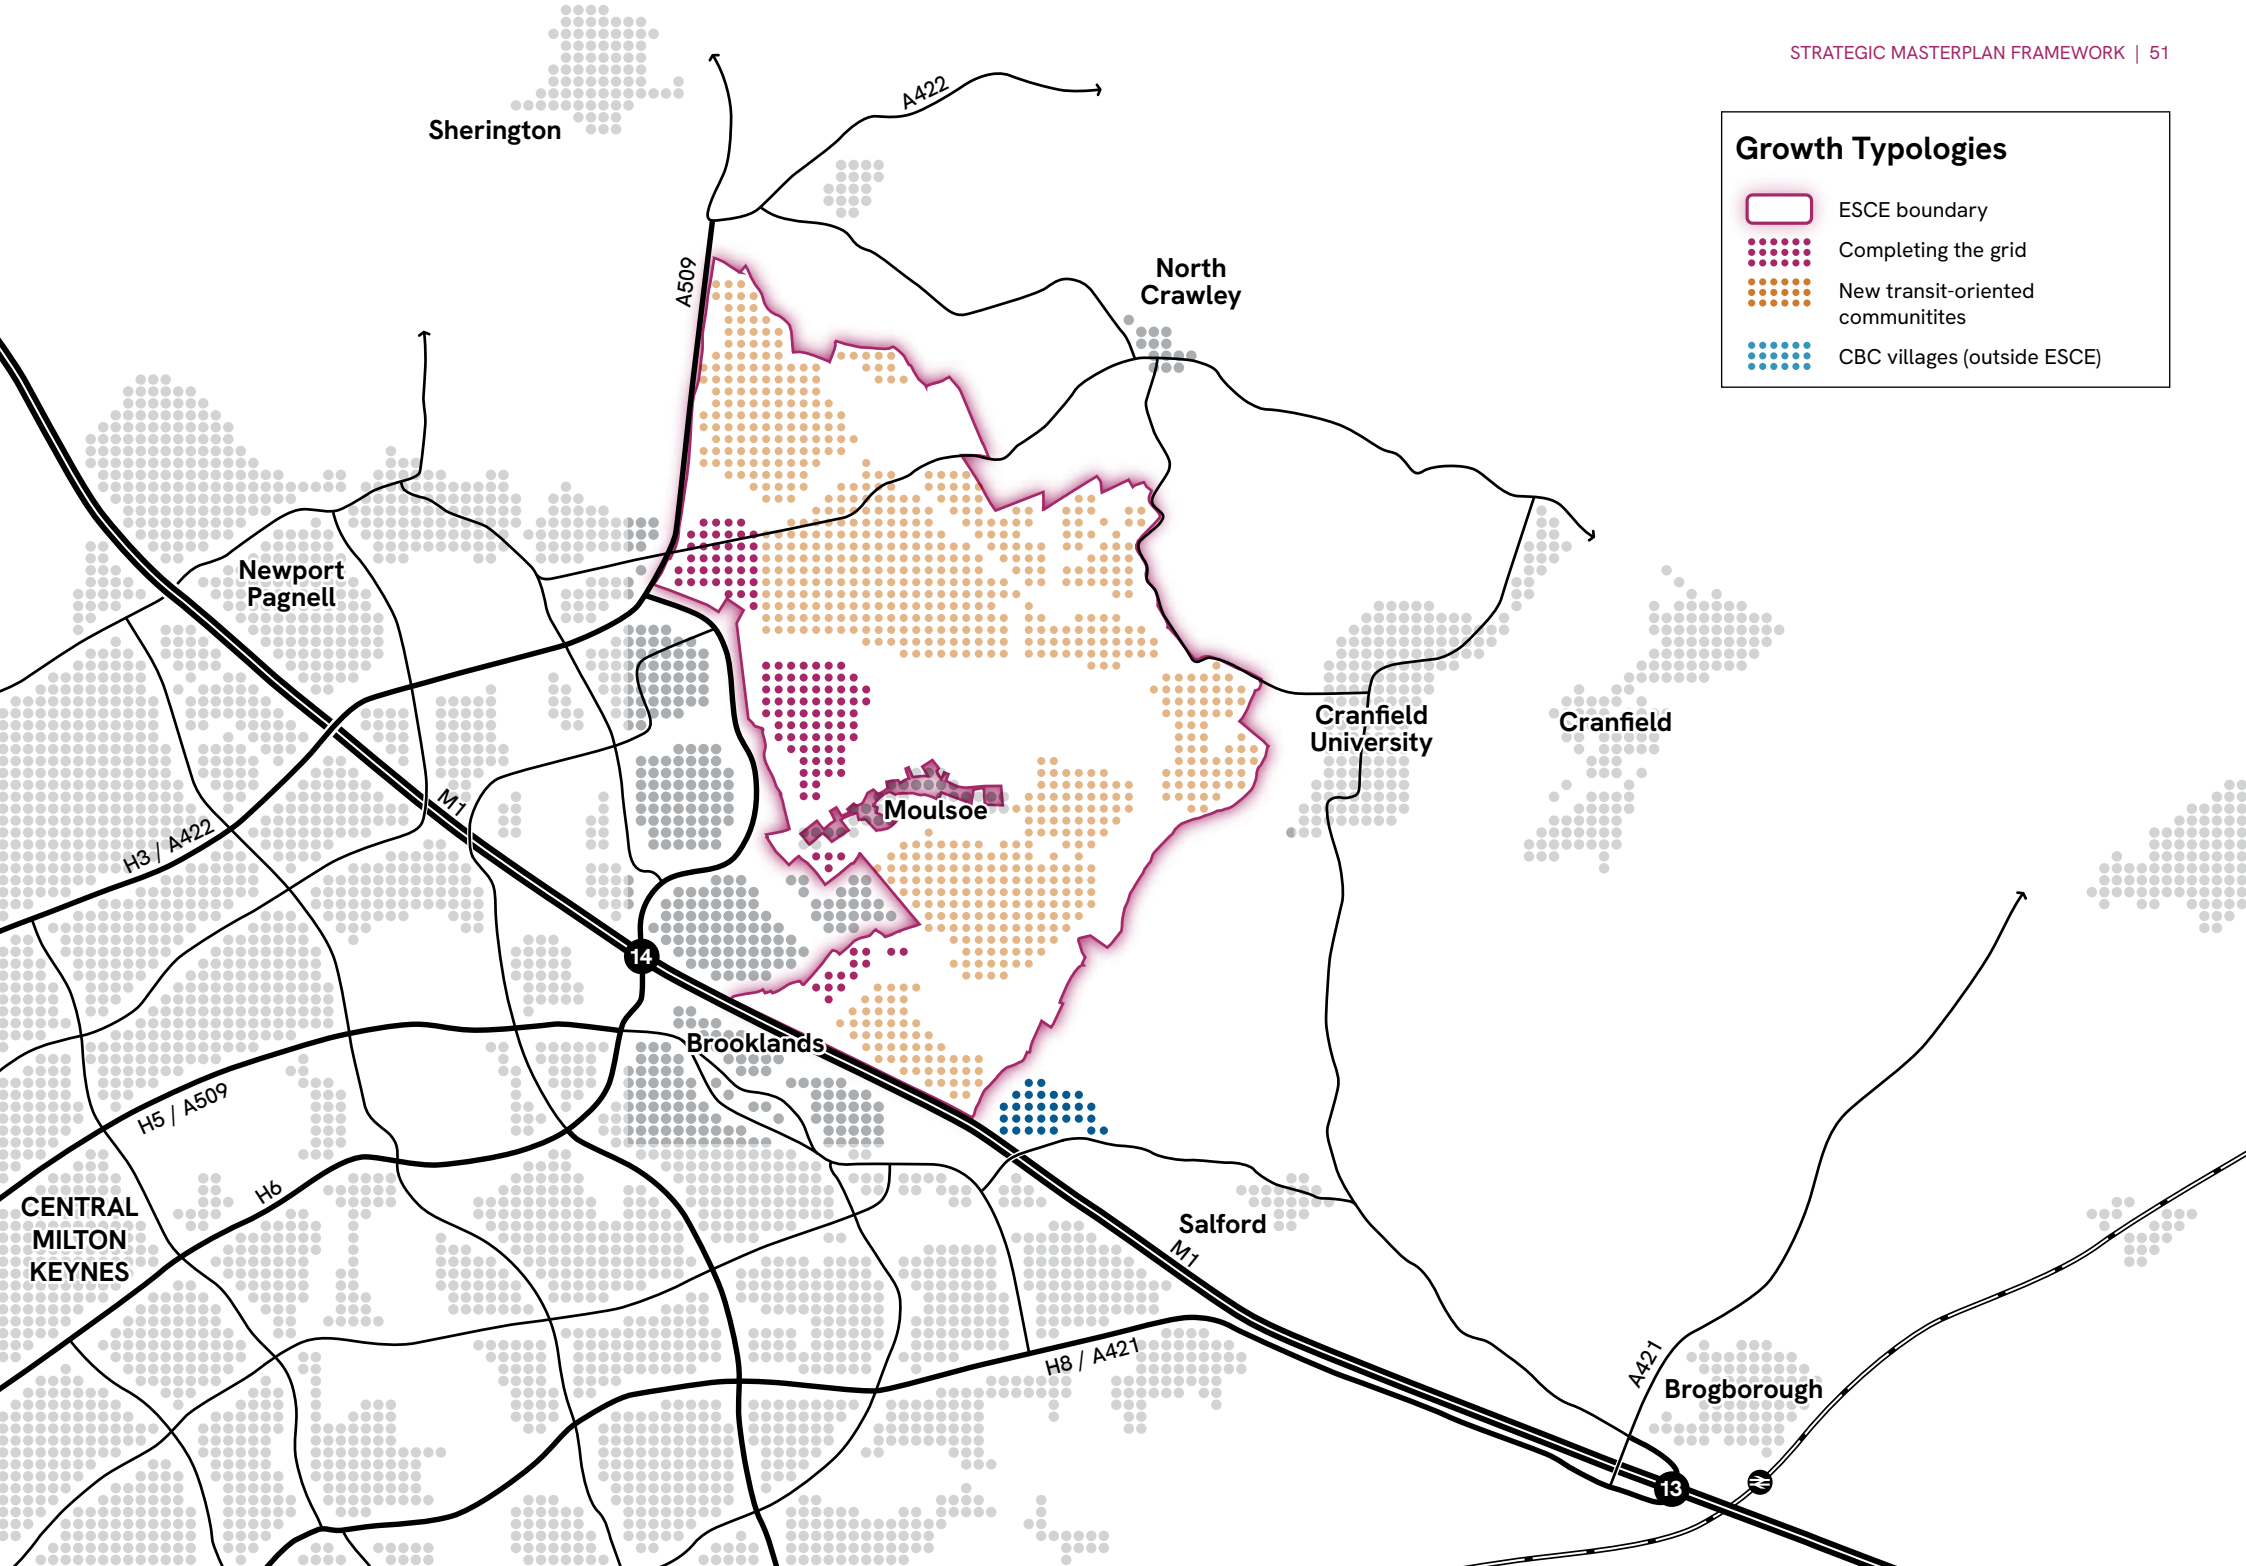 STRATEGIC MASTERPLAN FRAMEWORK | 51
Growth Typologies
ESCE boundary
Completing the grid
New transit-oriented
communitites
CBC villages (outside ESCE)
A422
Sherington
A509
North
Crawley
Newport
Pagnell
Cranfield
University
Cranfield
M1
Moulsoe
H3 / A422
14
Brooklands
H5 / A509
H6
CENTRAL
MILTON
KEYNES
Salford
M1
H8 / A421
A421
Brogborough
13